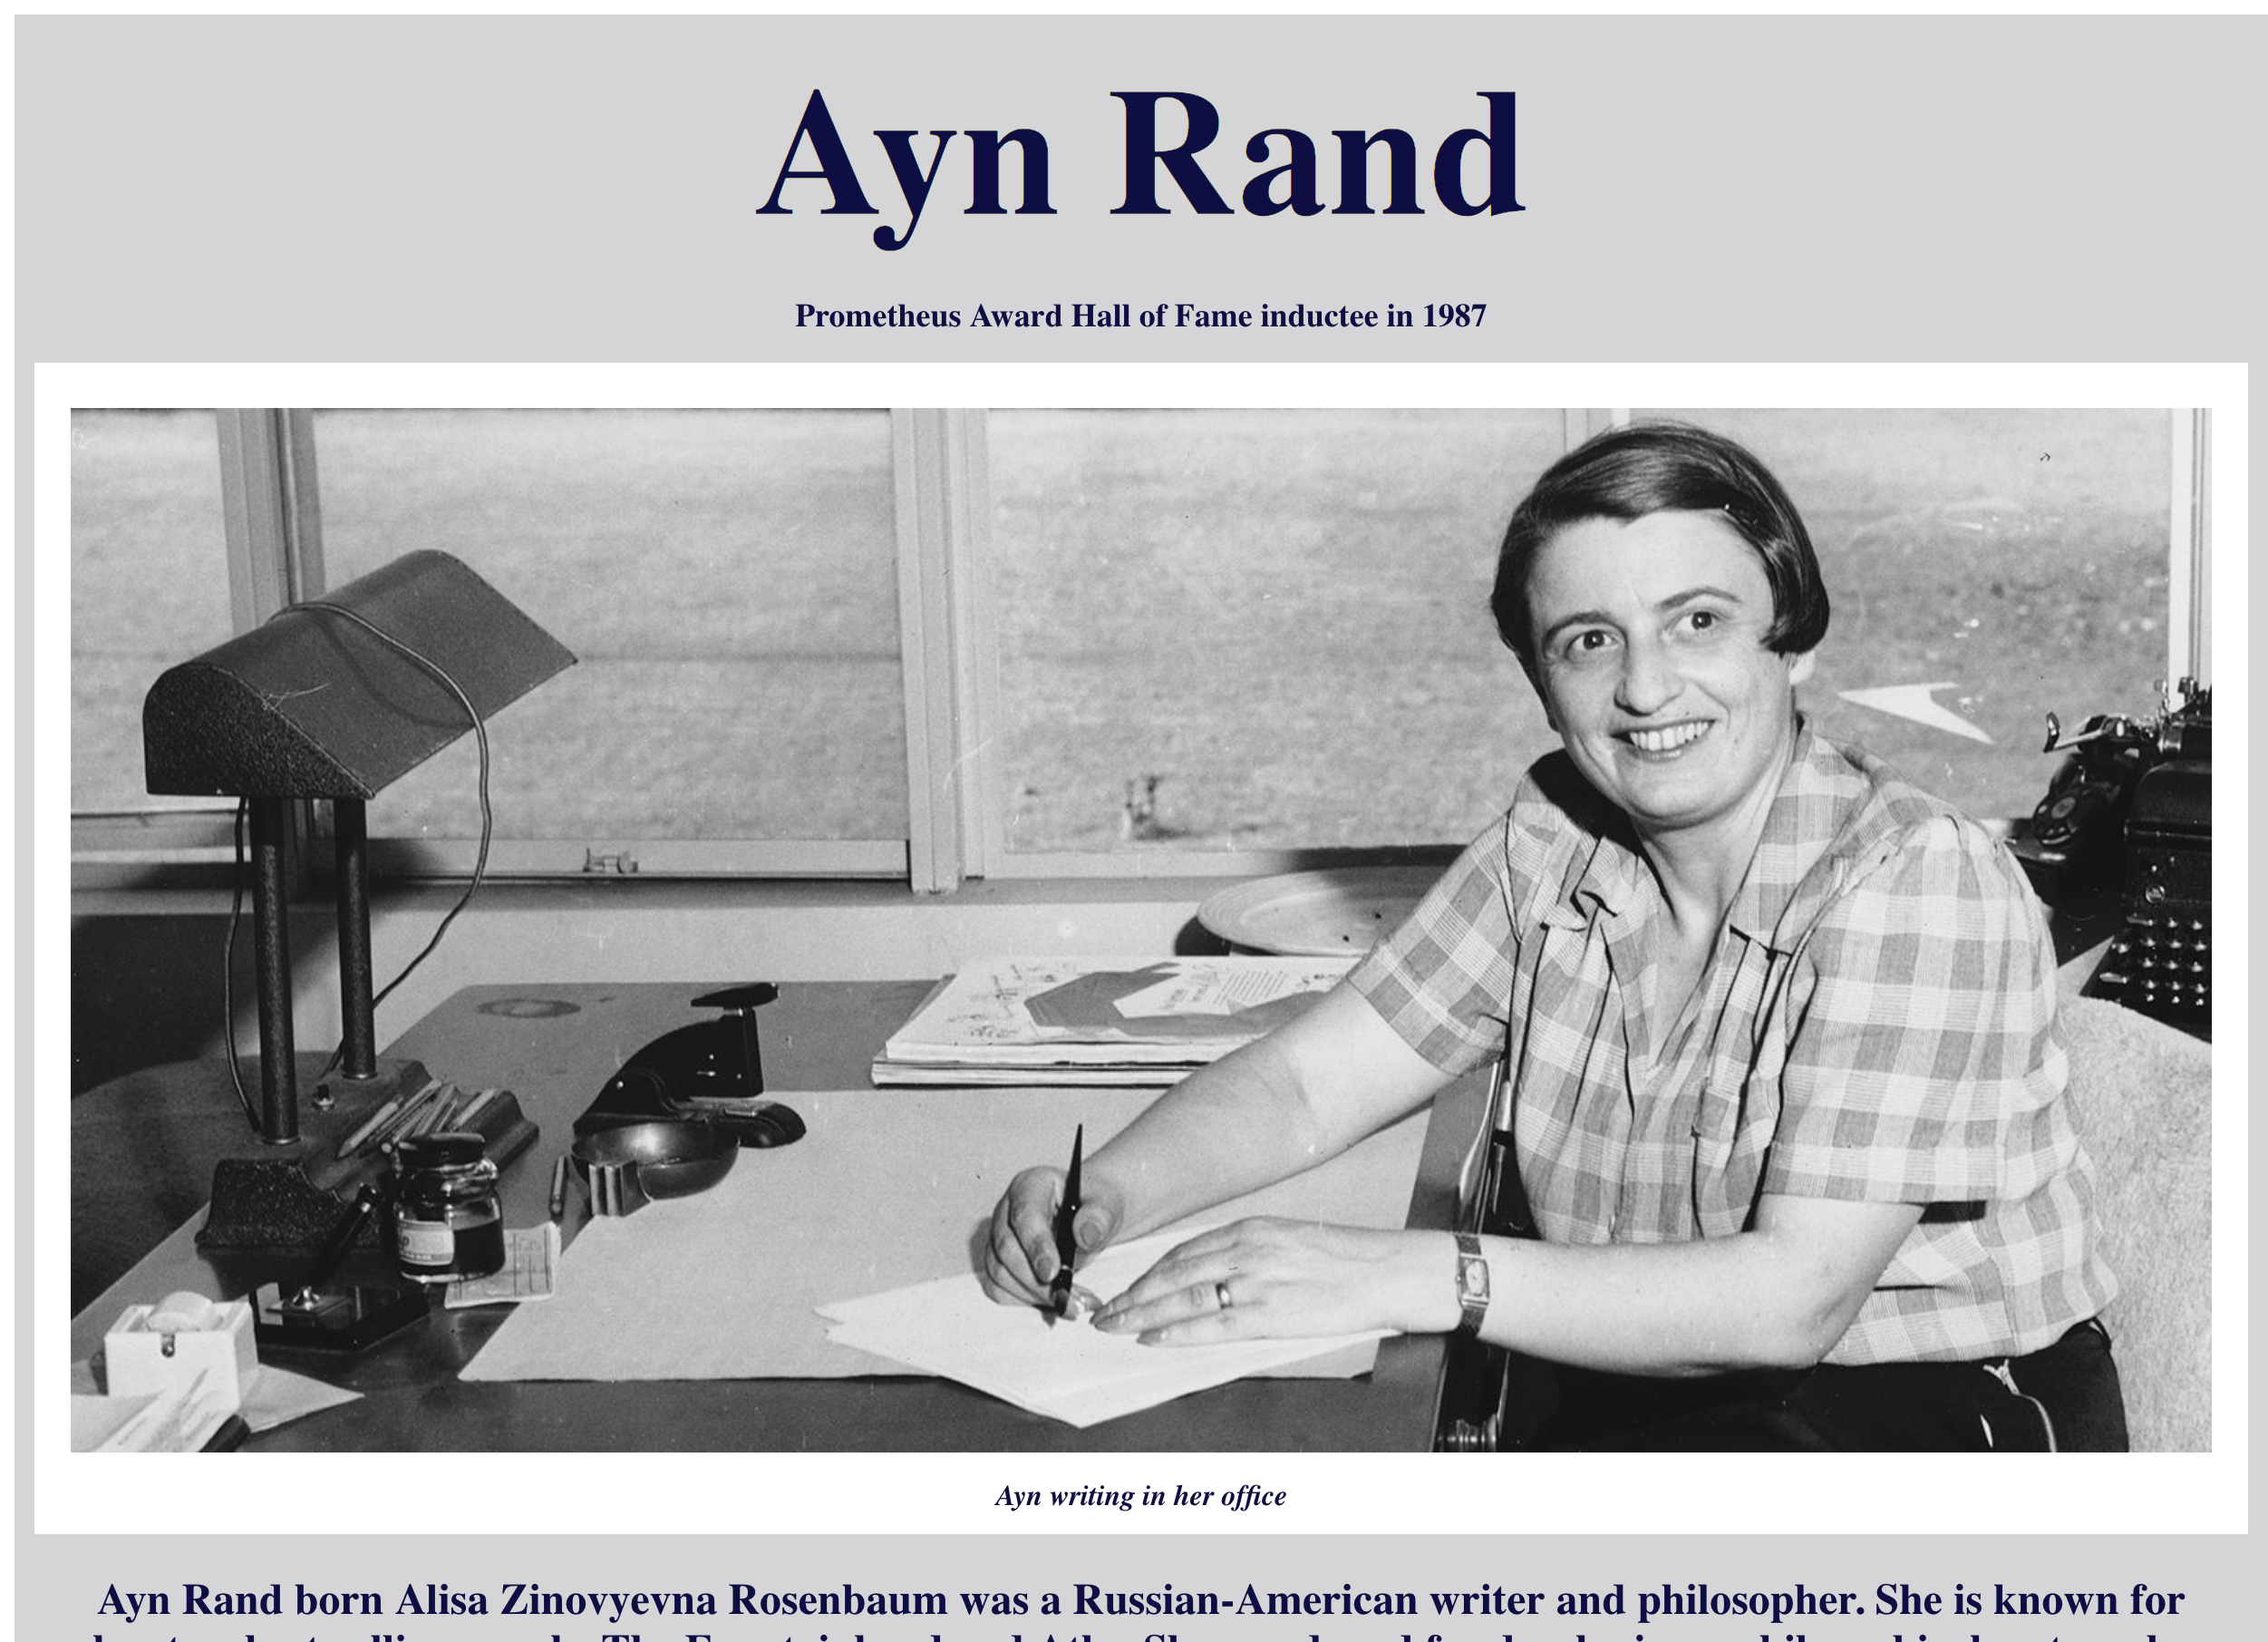 Ayn Rand
Prometheus Award Hall of Fame inductee in 1987
Ayn writing in her office
Ayn Rand born Alisa Zinovyevna Rosenbaum was a Russian-American writer and philosopher. She is known for